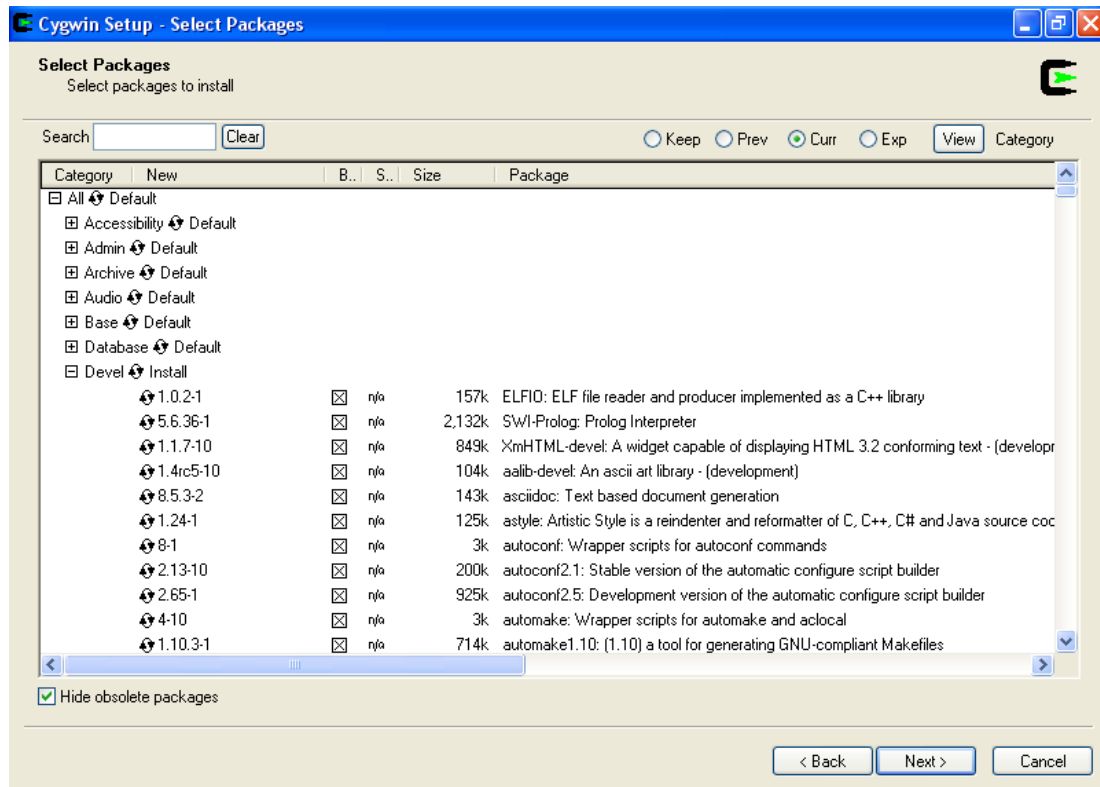 Cygwin Setup - Select Packages
Select Packages
Select packages to install
Search Clear Keep Prev Curr Exp View Category
Category New B.. S.. Size Package
All Default
Accessibility Default
Admin Default
Archive Default
Audio Default
Base Default
Database Default
Devel Install
1.0.2-1 n/a 157k ELFIO: ELF file reader and producer implemented as a C++ library
5.6.36-1 n/a 2,132k SWI-Prolog: Prolog Interpreter
1.1.7-10 n/a 849k XmHTML-devel: A widget capable of displaying HTML 3.2 conforming text - (developr
1.4rc5-10 n/a 104k aalib-devel: An ascii art library - (development)
8.5.3-2 n/a 143k asciidoc: Text based document generation
1.24-1 n/a 125k astyle: Artistic Style is a reindenter and reformatter of C, C++, C# and Java source coc
8-1 n/a 3k autoconf: Wrapper scripts for autoconf commands
2.13-10 n/a 200k autoconf2.1: Stable version of the automatic configure script builder
2.65-1 n/a 925k autoconf2.5: Development version of the automatic configure script builder
4-10 n/a 3k automake: Wrapper scripts for automake and aclocal
1.10.3-1 n/a 714k automake1.10: (1.10) a tool for generating GNU-compliant Makefiles
Hide obsolete packages
< Back Next > Cancel